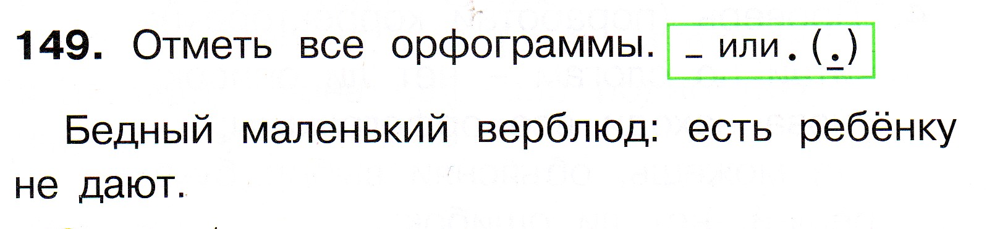 149. Отметь все орфограммы. _ или . (.)
Бедный маленький верблюд: есть ребёнку
не дают.